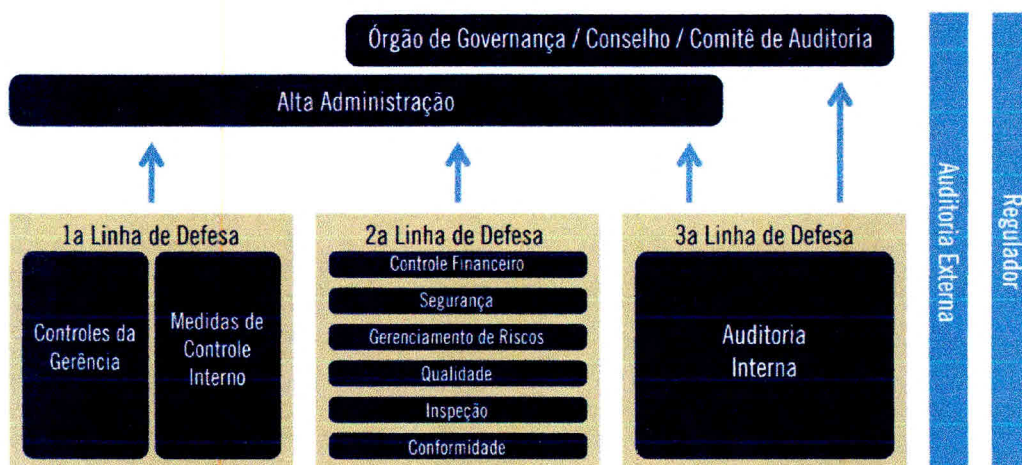 Órgão de Governança / Conselho / Comitê de Auditoria
Alta Administração
1a Linha de Defesa
Controles da
Gerência
Medidas de
Controle
Interno
2a Linha de Defesa
Controle Financeiro
Segurança
Gerenciamento de Riscos
Qualidade
Inspeção
Conformidade
3a Linha de Defesa
Auditoria
Interna
Auditoria Externa
Regulador